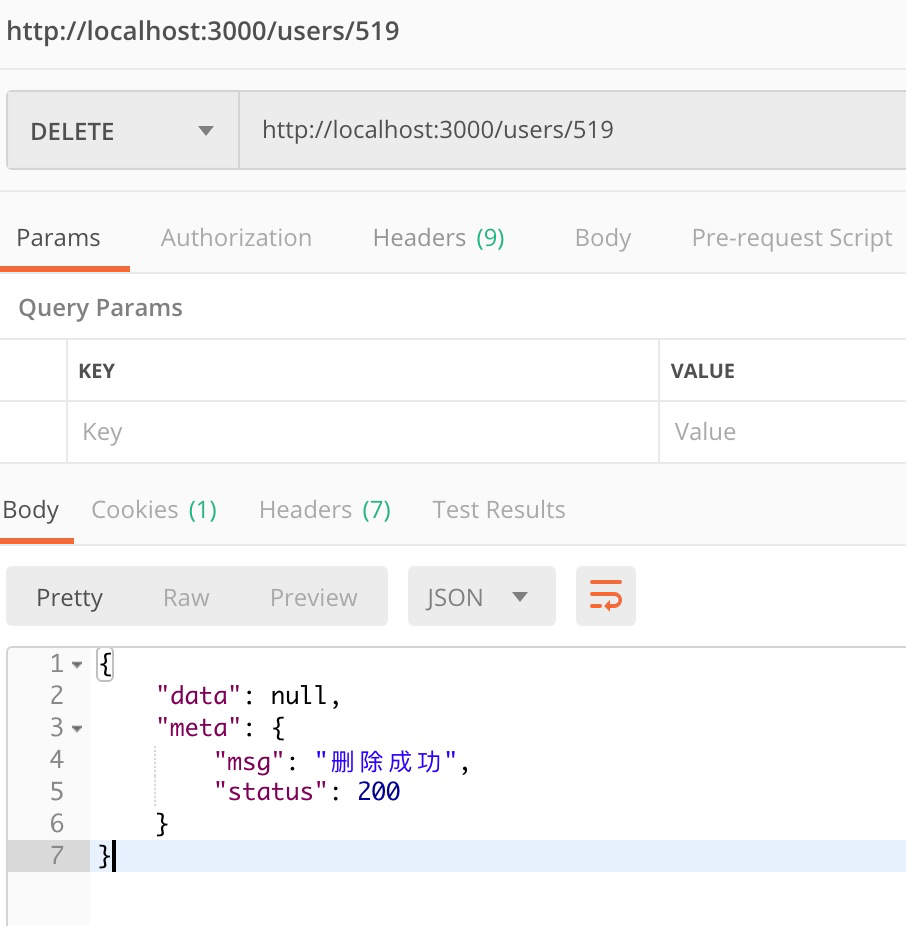 http://localhost:3000/users/519
DELETE http://localhost:3000/users/519
Params Authorization Headers (9) Body Pre-request Script
Query Params
KEY VALUE
Key Value
Body Cookies (1) Headers (7) Test Results
Pretty Raw Preview JSON
1 {
2 "data": null,
3 "meta": {
4 "msg": "删除成功",
5 "status": 200
6 }
7 }